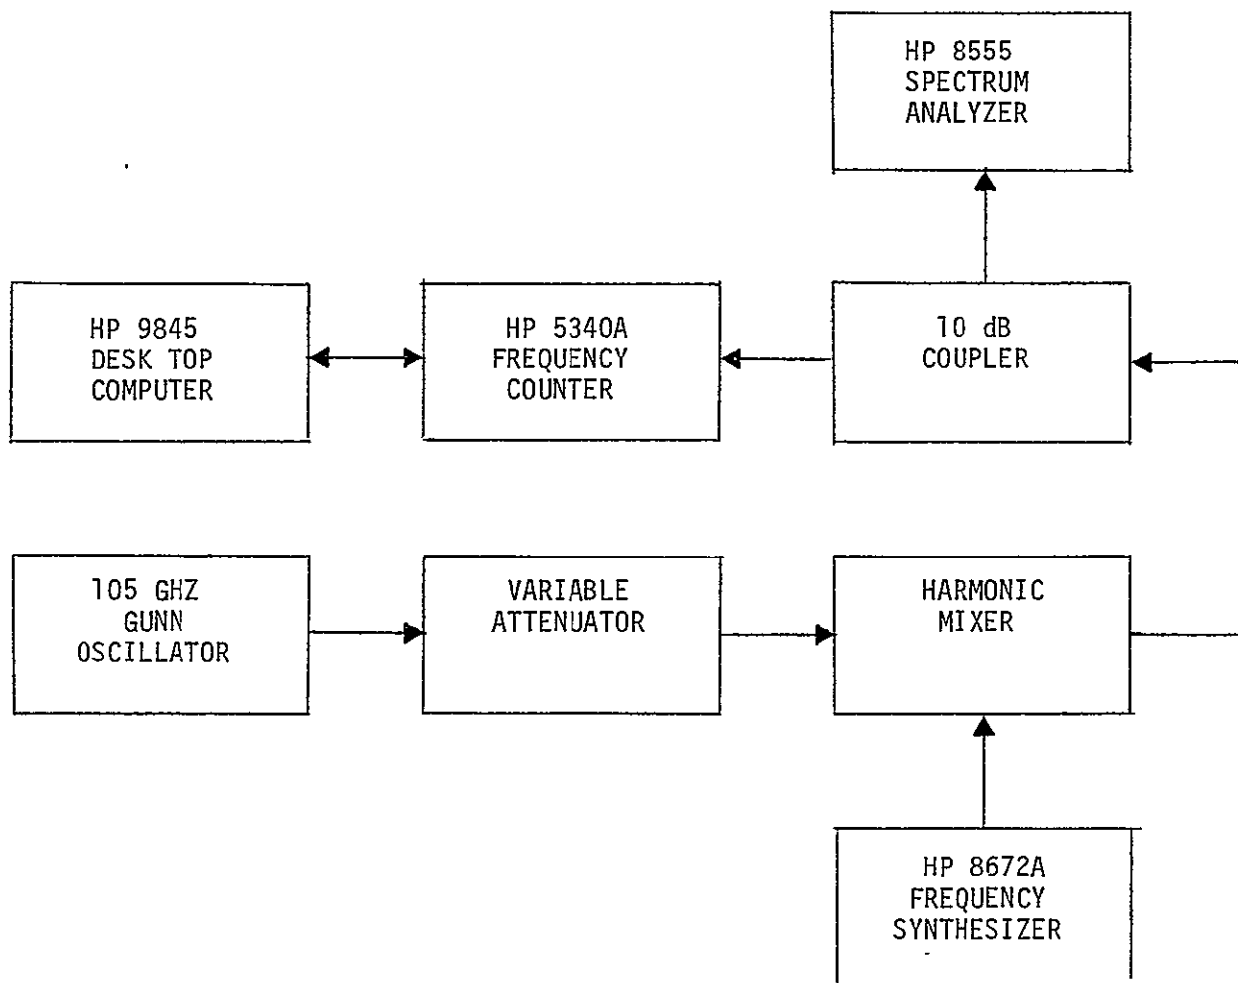 HP 8555
SPECTRUM
ANALYZER
HP 9845
DESK TOP
COMPUTER
HP 5340A
FREQUENCY
COUNTER
10 dB
COUPLER
105 GHZ
GUNN
OSCILLATOR
VARIABLE
ATTENUATOR
HARMONIC
MIXER
HP 8672A
FREQUENCY
SYNTHESIZER